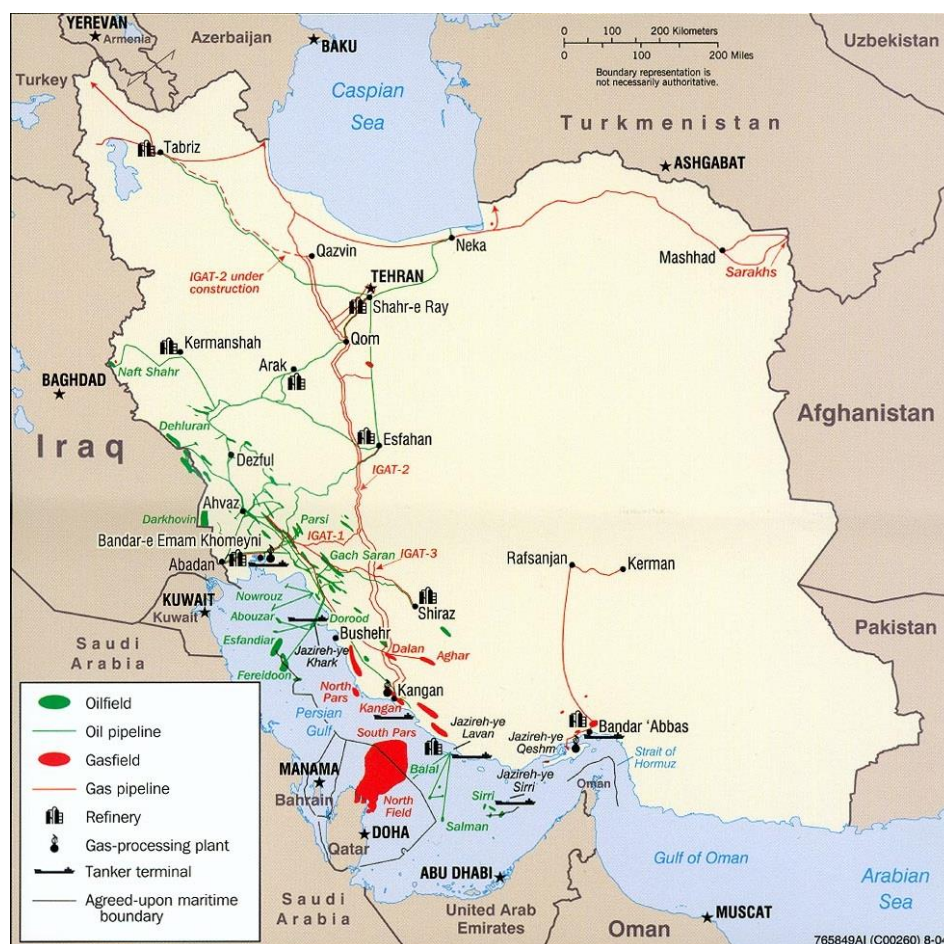 YEREVAN
Armenia
Azerbaijan
BAKU
0 100 200 Kilometers
0 100 200 Miles
Boundary representation is
not necessarily authoritative.
Uzbekistan
Turkey
Caspian
Sea
Turkmenistan
ASHGABAT
Tabriz
Neka
Mashhad
Sarakhs
Qazvin
IGAT-2 under
construction
TEHRAN
Shahr-e Ray
Qom
Kermanshah
Arak
Naft Shahr
BAGHDAD
Iraq
Afghanistan
Dehluran
Esfahan
Dezful
IGAT-2
Ahvaz
Darkhovin
Parsi
IGAT-1
Bandar-e Emam Khomeyni
Gach Saran
IGAT-3
Abadan
Rafsanjan
Kerman
Nowrouz
Shiraz
KUWAIT
Kuwait
Abouzar
Dorood
Pakistan
Saudi
Arabia
Esfandiar
Bushehr
Jazireh-ye
Khark
Dalan
Aghar
Fereidoon
North
Pars
Kangan
Kangan
Oilfield
Oil pipeline
Gasfield
Gas pipeline
Refinery
Gas-processing plant
Tanker terminal
Agreed-upon maritime
boundary
Persian
Gulf
South Pars
Jazireh-ye
Lavan
Jazireh-ye
Qeshm
Bandar 'Abbas
Strait of
Hormuz
MANAMA
Bahrain
Balal
Jazireh-ye
Sirri
Sirri
Oman
North
Field
Salman
DOHA
Qatar
Gulf of Oman
Arabian
Sea
ABU DHABI
Saudi
Arabia
United Arab
Emirates
Oman
MUSCAT
765849AI (C00260) 8-04